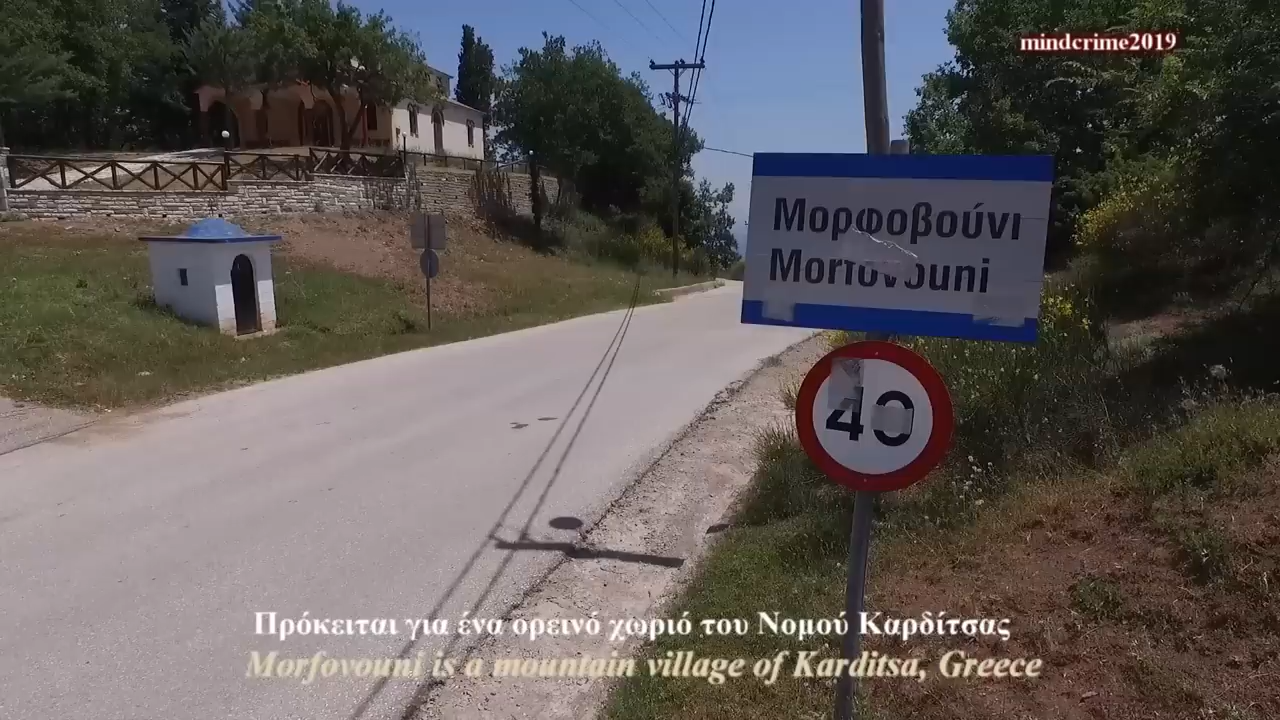 mindcrime2019
Μορφοβούνι
Morfovouni
40
Πρόκειται για ένα ορεινό χωριό του Νομού Καρδίτσας
Morfovouni is a mountain village of Karditsa, Greece